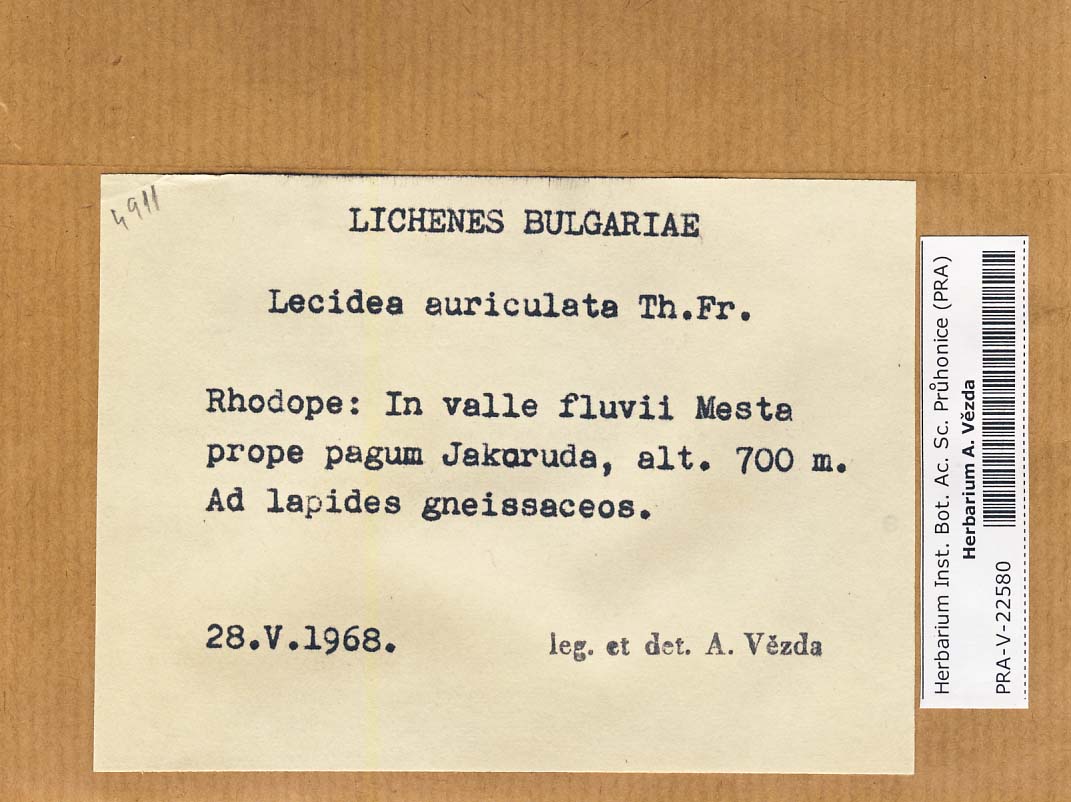 4911
LICHENES BULGARIAE
Lecidea auriculata Th.Fr.
Rhodope: In valle fluvii Mesta
prope pagum Jakoruda, alt. 700 m.
Ad lapides gneissaceos.
28.V.1968.
leg. et det. A. Vězda
Herbarium Inst. Bot. Ac. Sc. Průhonice (PRA)
Herbarium A. Vězda
PRA-V-22580